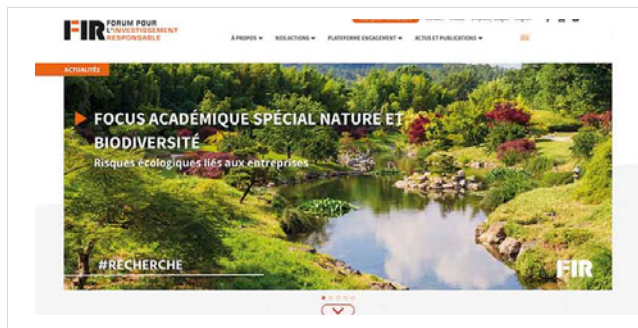 FIR FORUM POUR
L'INVESTISSEMENT
RESPONSABLE
À PROPOS NOS ACTIONS PLATEFORME ENGAGEMENT ACTUS ET PUBLICATIONS
ACTUALITÉS
FOCUS ACADÉMIQUE SPÉCIAL NATURE ET
BIODIVERSITÉ
Risques écologiques liés aux entreprises
#RECHERCHE
FIR